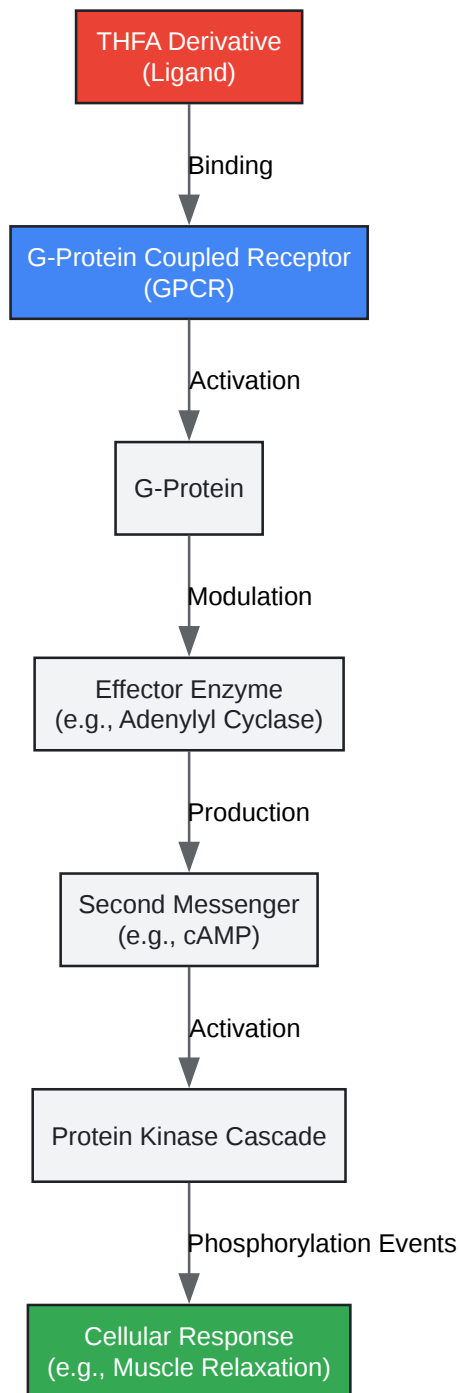 THFA Derivative
(Ligand)
Binding
G-Protein Coupled Receptor
(GPCR)
Activation
G-Protein
Modulation
Effector Enzyme
(e.g., Adenylyl Cyclase)
Production
Second Messenger
(e.g., cAMP)
Activation
Protein Kinase Cascade
Phosphorylation Events
Cellular Response
(e.g., Muscle Relaxation)